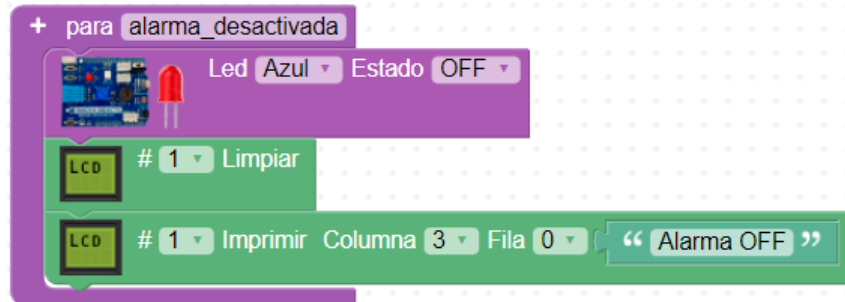 + para alarma_desactivada
Led Azul Estado OFF
LCD # 1 Limpiar
LCD # 1 Imprimir Columna 3 Fila 0 “ Alarma OFF ”